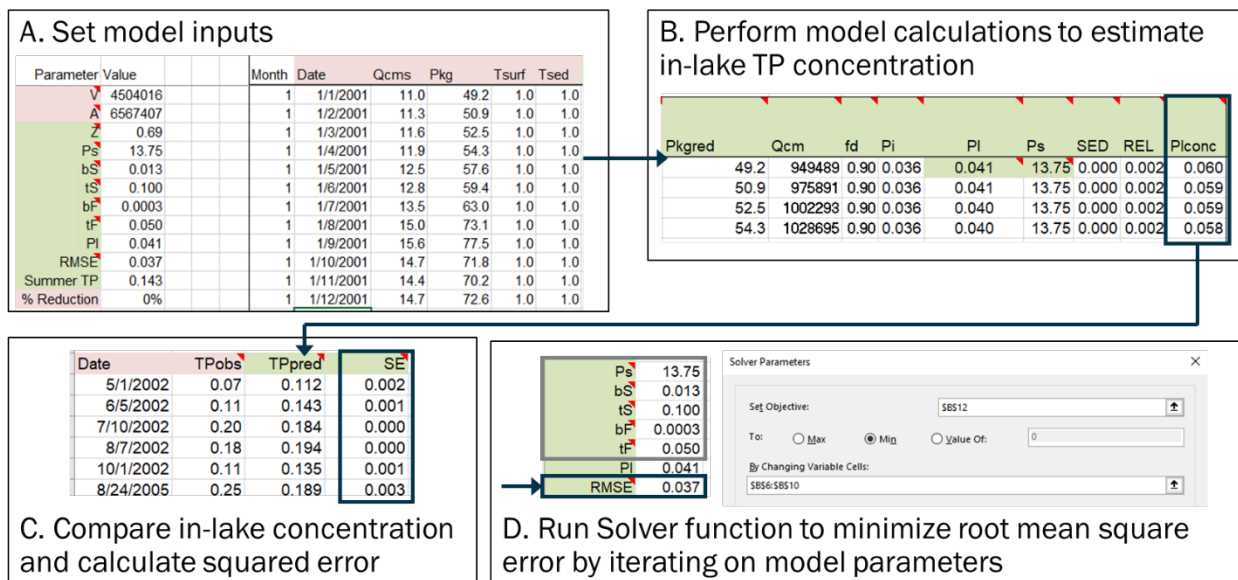 A. Set model inputs
Parameter Value Month Date Qcms Pkg Tsurf Tsed
V 4504016 1 1/1/2001 11.0 49.2 1.0 1.0
A 6567407 1 1/2/2001 11.3 50.9 1.0 1.0
Z 0.69 1 1/3/2001 11.6 52.5 1.0 1.0
Ps 13.75 1 1/4/2001 11.9 54.3 1.0 1.0
bS 0.013 1 1/5/2001 12.5 57.6 1.0 1.0
tS 0.100 1 1/6/2001 12.8 59.4 1.0 1.0
bF 0.0003 1 1/7/2001 13.5 63.0 1.0 1.0
tF 0.050 1 1/8/2001 15.0 73.1 1.0 1.0
Pl 0.041 1 1/9/2001 15.6 77.5 1.0 1.0
RMSE 0.037 1 1/10/2001 14.7 71.8 1.0 1.0
Summer TP 0.143 1 1/11/2001 14.4 70.2 1.0 1.0
% Reduction 0% 1 1/12/2001 14.7 72.6 1.0 1.0
B. Perform model calculations to estimate
in-lake TP concentration
Pkgred Qcm fd Pi Pl Ps SED REL Plconc
49.2 949489 0.90 0.036 0.041 13.75 0.000 0.002 0.060
50.9 975891 0.90 0.036 0.041 13.75 0.000 0.002 0.059
52.5 1002293 0.90 0.036 0.040 13.75 0.000 0.002 0.059
54.3 1028695 0.90 0.036 0.040 13.75 0.000 0.002 0.058
Date TPobs TPpred SE
5/1/2002 0.07 0.112 0.002
6/5/2002 0.11 0.143 0.001
7/10/2002 0.20 0.184 0.000
8/7/2002 0.18 0.194 0.000
10/1/2002 0.11 0.135 0.001
8/24/2005 0.25 0.189 0.003
C. Compare in-lake concentration
and calculate squared error
Ps 13.75
bS 0.013
tS 0.100
bF 0.0003
tF 0.050
Pl 0.041
RMSE 0.037
Solver Parameters
Set Objective: $B$12
To: Max Min Value Of: 0
By Changing Variable Cells:
$B$6:$B$10
D. Run Solver function to minimize root mean square
error by iterating on model parameters